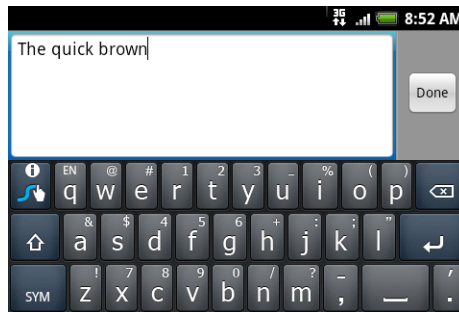 3G 8:52 AM
The quick brown
Done
EN @ # 1 2 3 _ % ( )
q w e r t y u i o p
& $ 4 5 6 + : ; "
a s d f g h j k l
! 7 8 9 0 / ? - '
SYM z x c v b n m , .